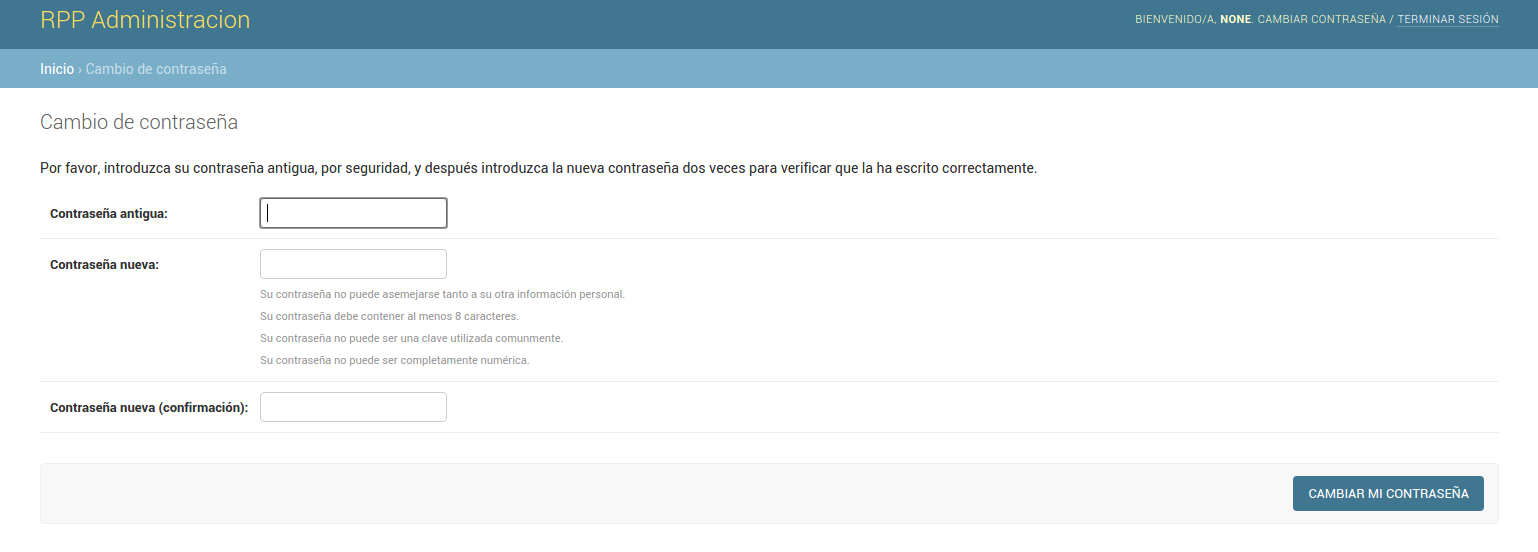 RPP Administracion
BIENVENIDO/A, NONE. CAMBIAR CONTRASEÑA / TERMINAR SESIÓN
Inicio › Cambio de contraseña
Cambio de contraseña
Por favor, introduzca su contraseña antigua, por seguridad, y después introduzca la nueva contraseña dos veces para verificar que la ha escrito correctamente.
Contraseña antigua:
Contraseña nueva:
Su contraseña no puede asemejarse tanto a su otra información personal.
Su contraseña debe contener al menos 8 caracteres.
Su contraseña no puede ser una clave utilizada comunmente.
Su contraseña no puede ser completamente numérica.
Contraseña nueva (confirmación):
CAMBIAR MI CONTRASEÑA